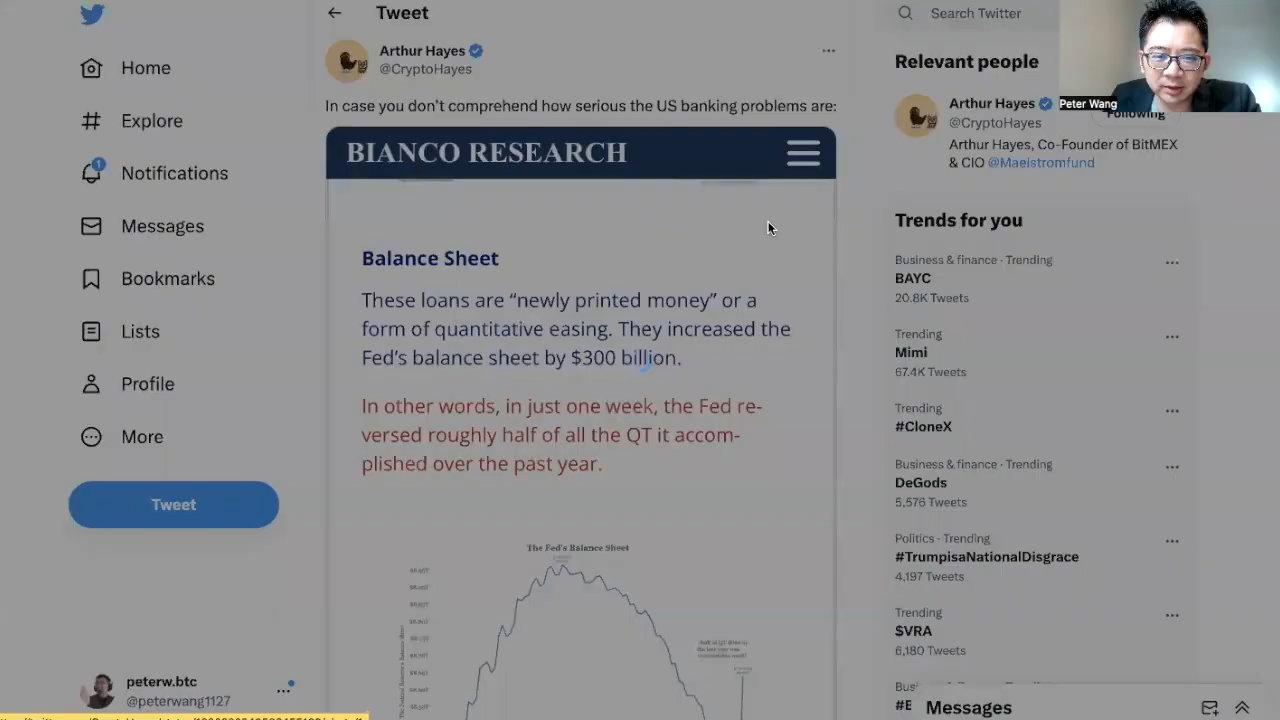 Tweet
Search Twitter
Arthur Hayes
@CryptoHayes
In case you don't comprehend how serious the US banking problems are:
Home
Explore
1
Notifications
Messages
Bookmarks
Lists
Profile
More
Tweet
peterw.btc
@peterwang1127
BIANCO RESEARCH
Balance Sheet
These loans are “newly printed money” or a
form of quantitative easing. They increased the
Fed’s balance sheet by $300 billion.
In other words, in just one week, the Fed re-
versed roughly half of all the QT it accom-
plished over the past year.
The Fed's Balance Sheet
Relevant people
Peter Wang
Arthur Hayes
Following
@CryptoHayes
Arthur Hayes, Co-Founder of BitMEX
& CIO @Maelstromfund
Trends for you
Business & finance · Trending
BAYC
20.8K Tweets
Trending
Mimi
67.4K Tweets
Trending
#CloneX
Business & finance · Trending
DeGods
5,576 Tweets
Politics · Trending
#TrumpisaNationalDisgrace
4,197 Tweets
Trending
$VRA
6,180 Tweets
Messages